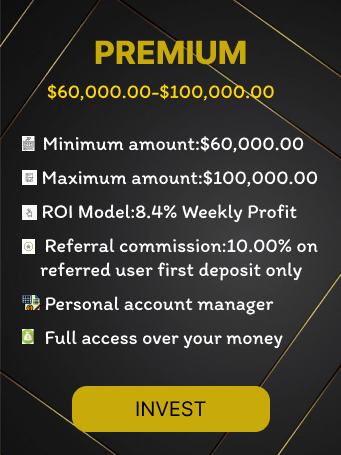 PREMIUM
$60,000.00-$100,000.00
Minimum amount:$60,000.00
Maximum amount:$100,000.00
ROI Model:8.4% Weekly Profit
Referral commission:10.00% on
referred user first deposit only
Personal account manager
Full access over your money
INVEST